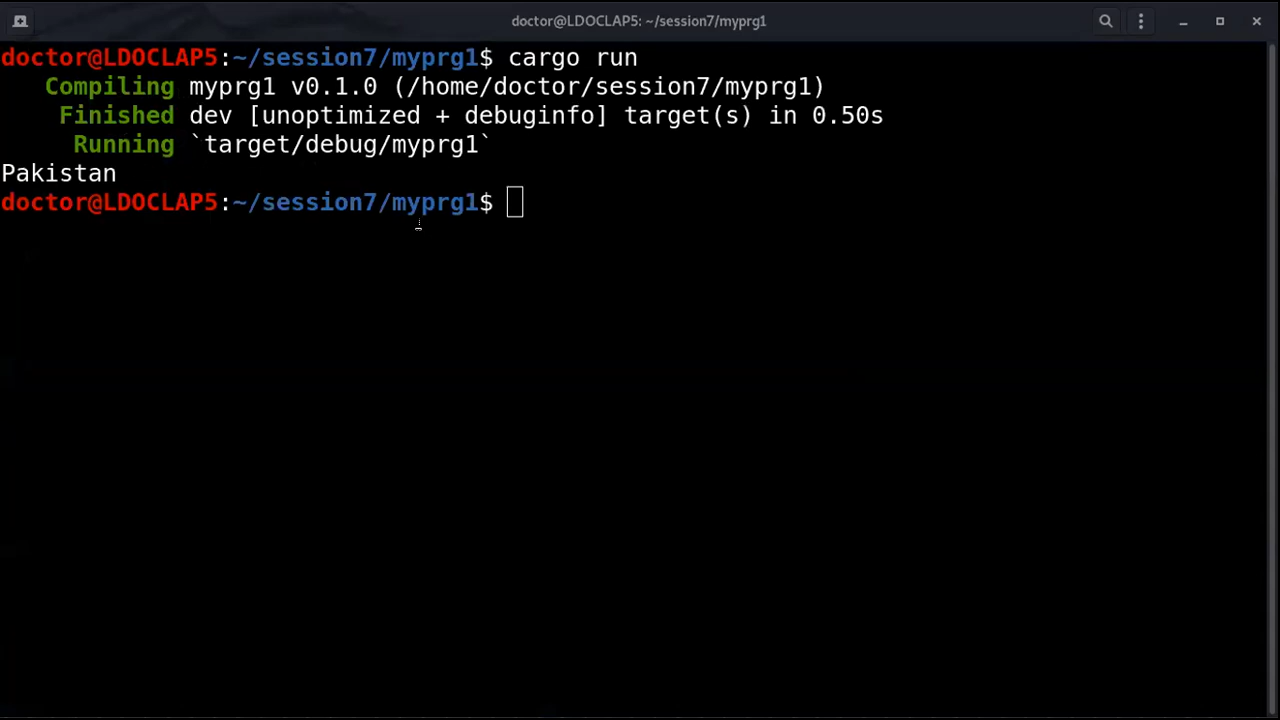 doctor@LDOCLAP5: ~/session7/myprg1
doctor@LDOCLAP5:~/session7/myprg1$ cargo run
   Compiling myprg1 v0.1.0 (/home/doctor/session7/myprg1)
    Finished dev [unoptimized + debuginfo] target(s) in 0.50s
     Running `target/debug/myprg1`
Pakistan
doctor@LDOCLAP5:~/session7/myprg1$